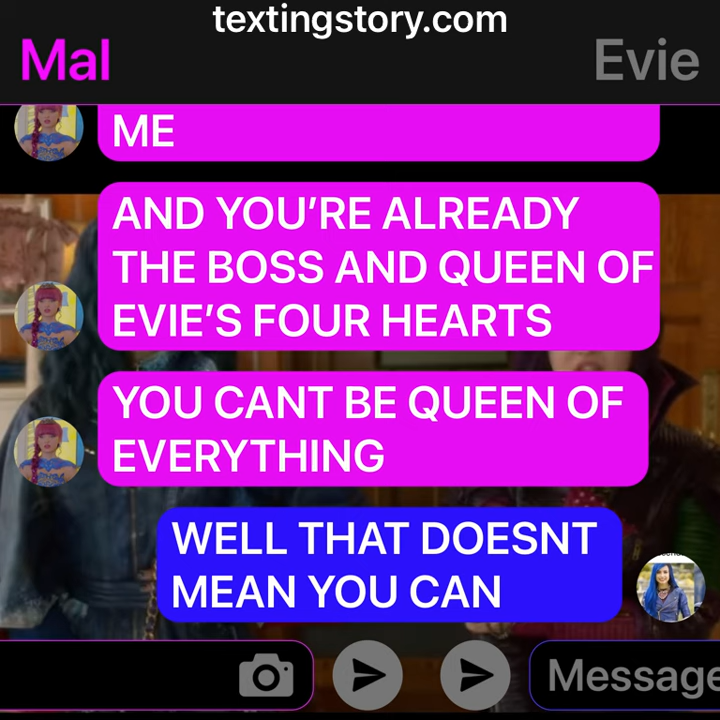 textingstory.com
Mal
Evie
ME
AND YOU'RE ALREADY
THE BOSS AND QUEEN OF
EVIE'S FOUR HEARTS
YOU CANT BE QUEEN OF
EVERYTHING
WELL THAT DOESNT
MEAN YOU CAN
Message